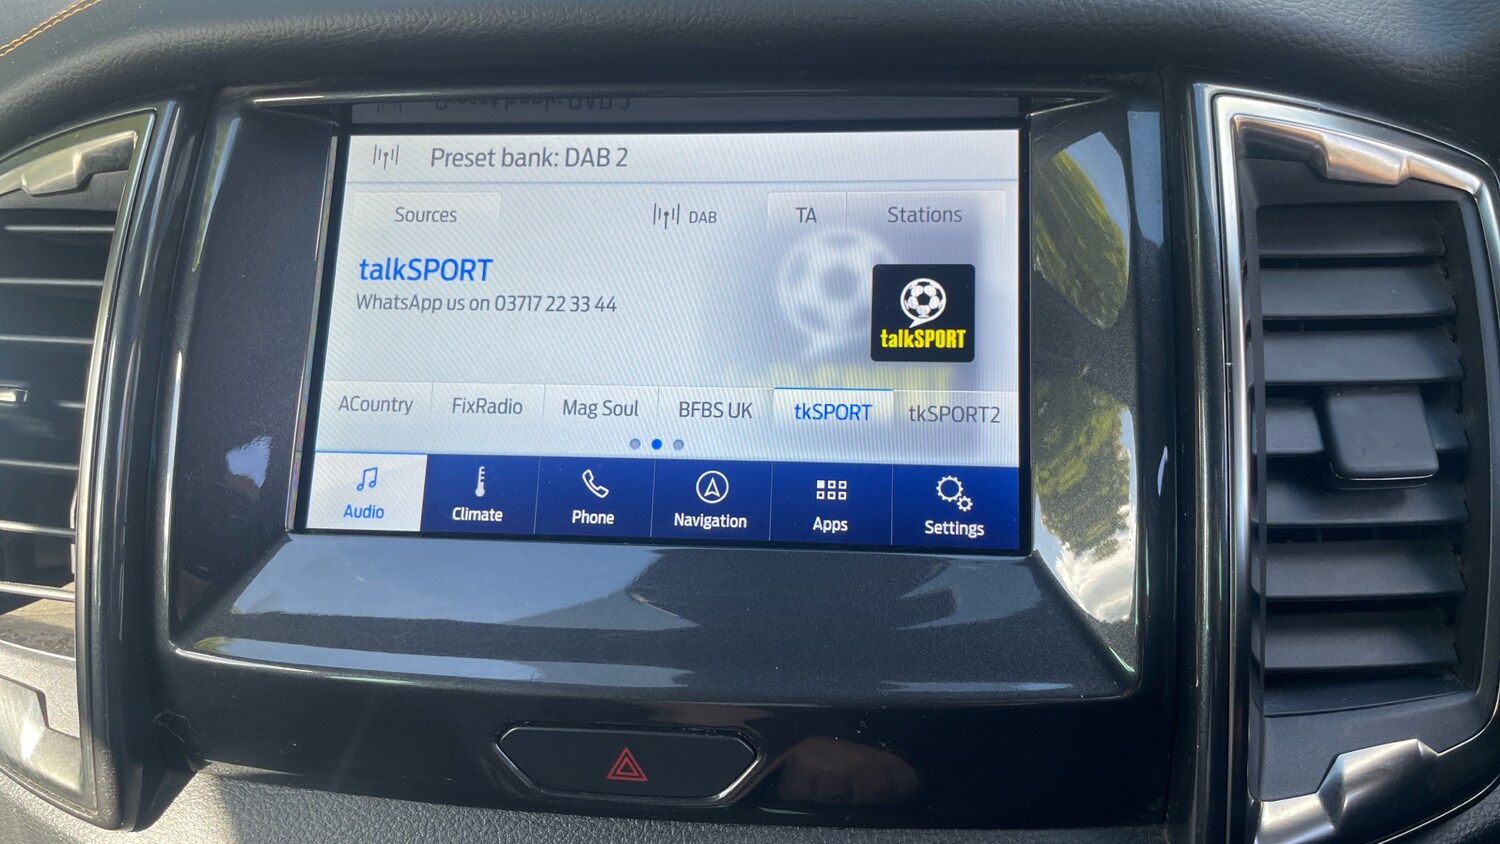 Preset bank: DAB 2
Sources
DAB
TA
Stations
talkSPORT
WhatsApp us on 03717 22 33 44
talkSPORT
ACountry
FixRadio
Mag Soul
BFBS UK
tkSPORT
tkSPORT2
Audio
Climate
Phone
Navigation
Apps
Settings